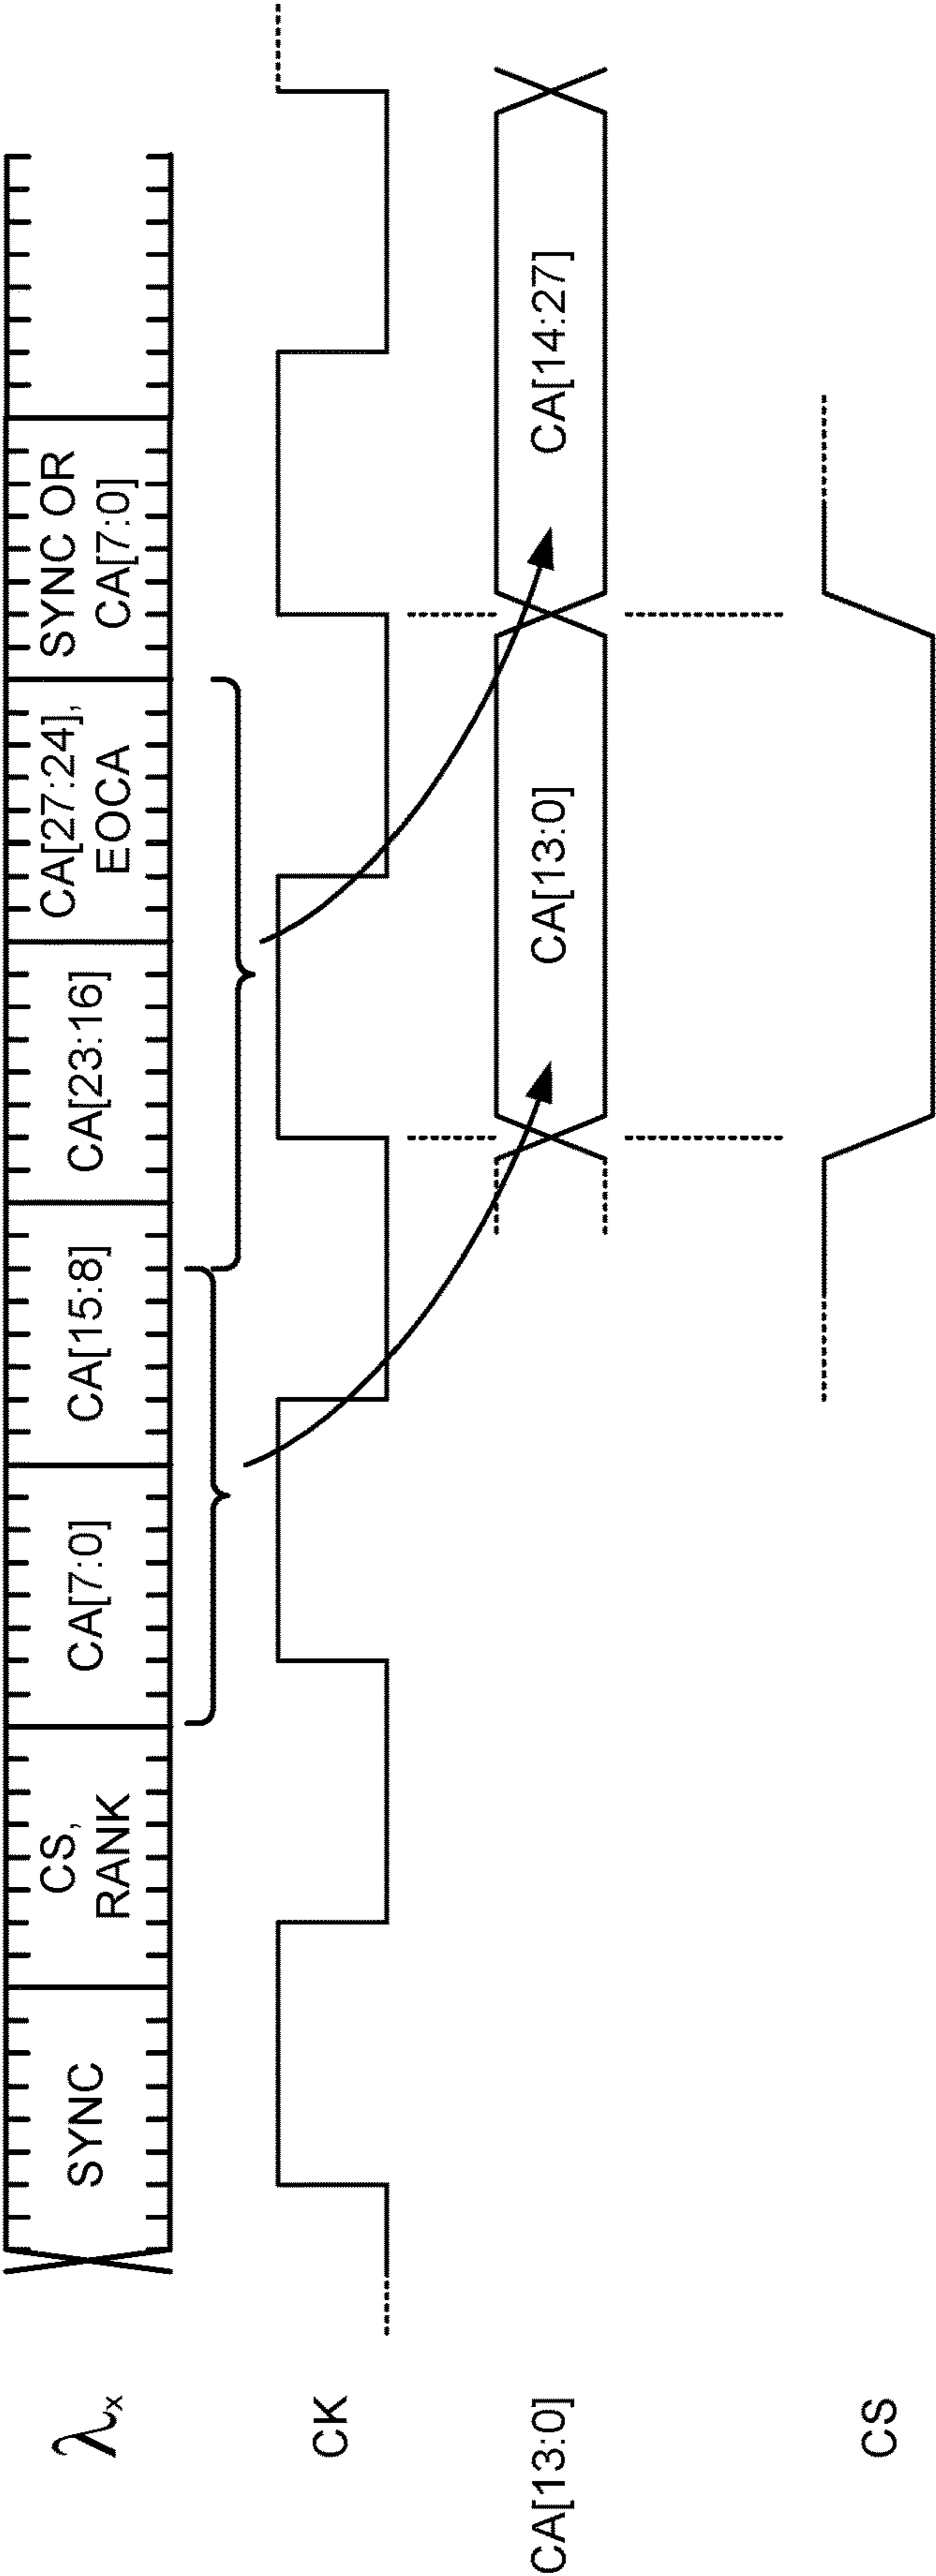 λx
SYNC
CS,
RANK
CA[7:0]
CA[15:8]
CA[23:16]
CA[27:24],
EOCA
SYNC OR
CA[7:0]
CK
CA[13:0]
CA[13:0]
CA[14:27]
CS